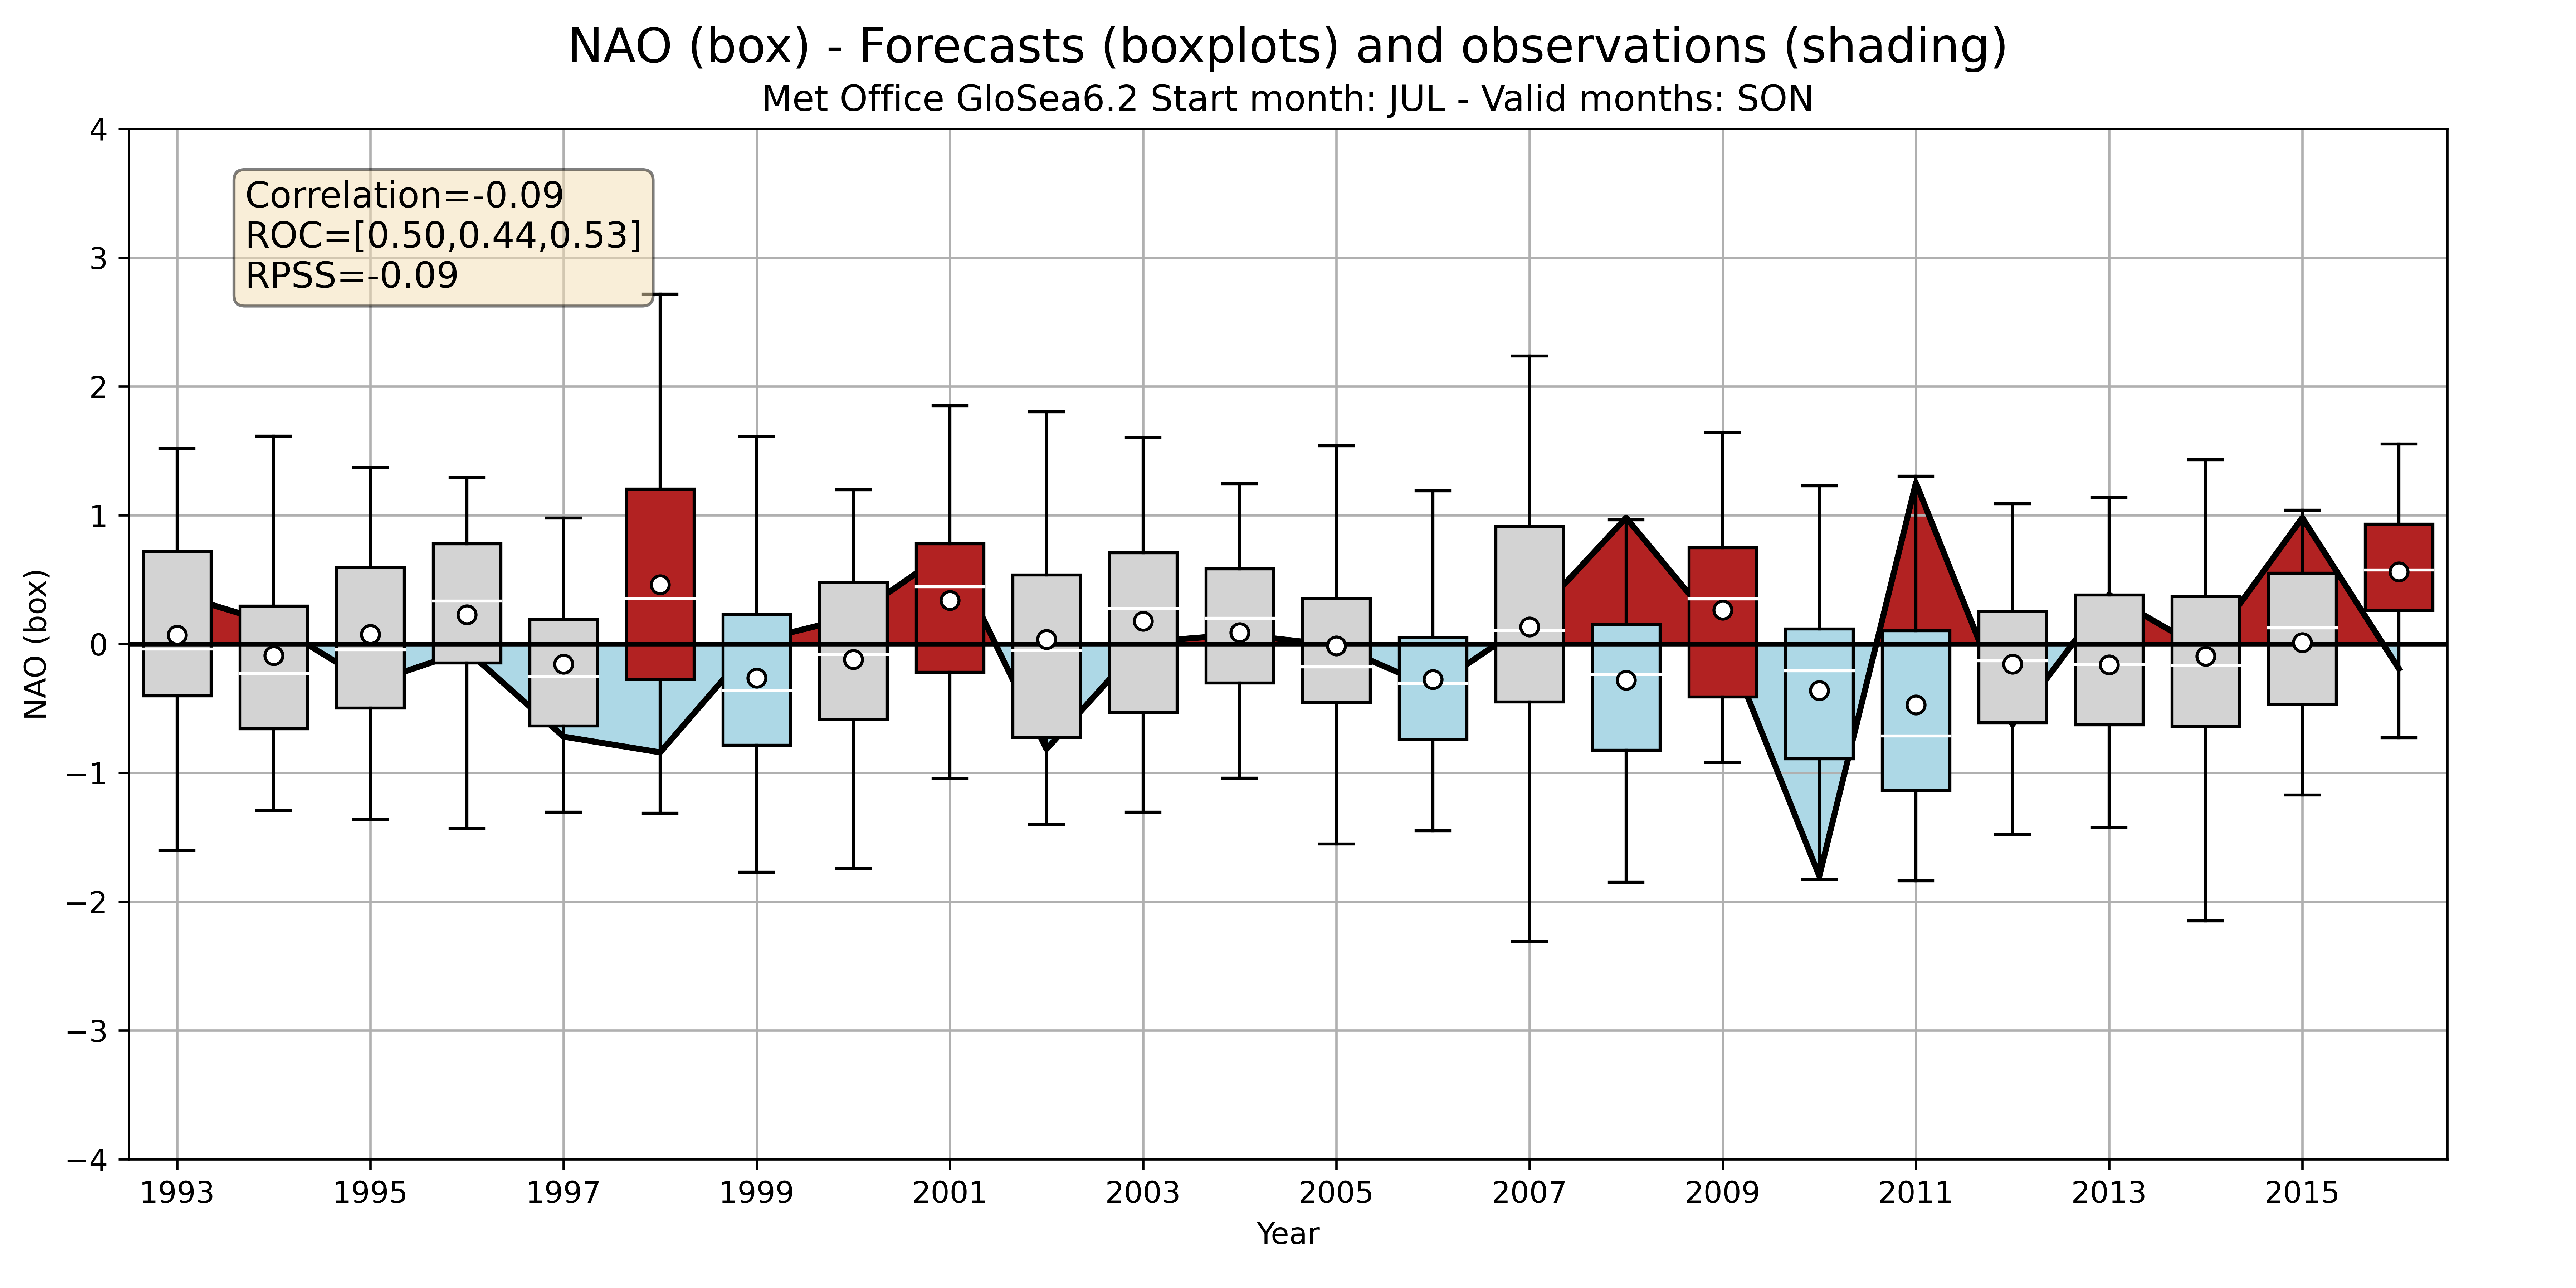 NAO (box) - Forecasts (boxplots) and observations (shading)
Met Office GloSea6.2 Start month: JUL - Valid months: SON
Correlation=-0.09
ROC=[0.50,0.44,0.53]
RPSS=-0.09
NAO (box)
4
3
2
1
0
−1
−2
−3
−4
1993 1995 1997 1999 2001 2003 2005 2007 2009 2011 2013 2015
Year